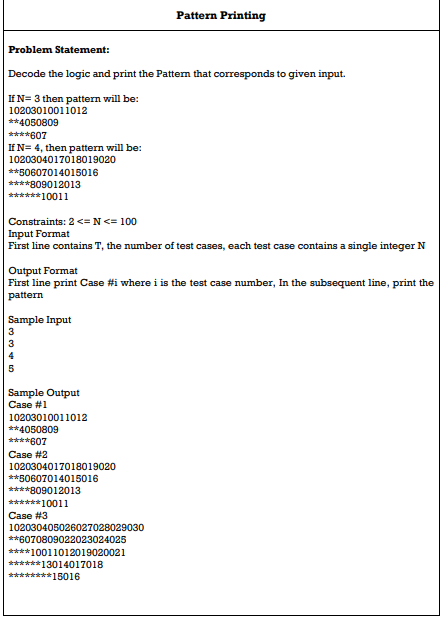 Pattern Printing
Problem Statement:
Decode the logic and print the Pattern that corresponds to given input.
If N= 3 then pattern will be:
10203010011012
**4050809
****607
If N= 4, then pattern will be:
1020304017018019020
**50607014015016
****809012013
******10011
Constraints: 2 <= N <= 100
Input Format
First line contains T, the number of test cases, each test case contains a single integer N
Output Format
First line print Case #i where i is the test case number, In the subsequent line, print the
pattern
Sample Input
3
3
4
5
Sample Output
Case #1
10203010011012
**4050809
****607
Case #2
1020304017018019020
**50607014015016
****809012013
******10011
Case #3
102030405026027028029030
**6070809022023024025
****10011012019020021
******13014017018
********15016